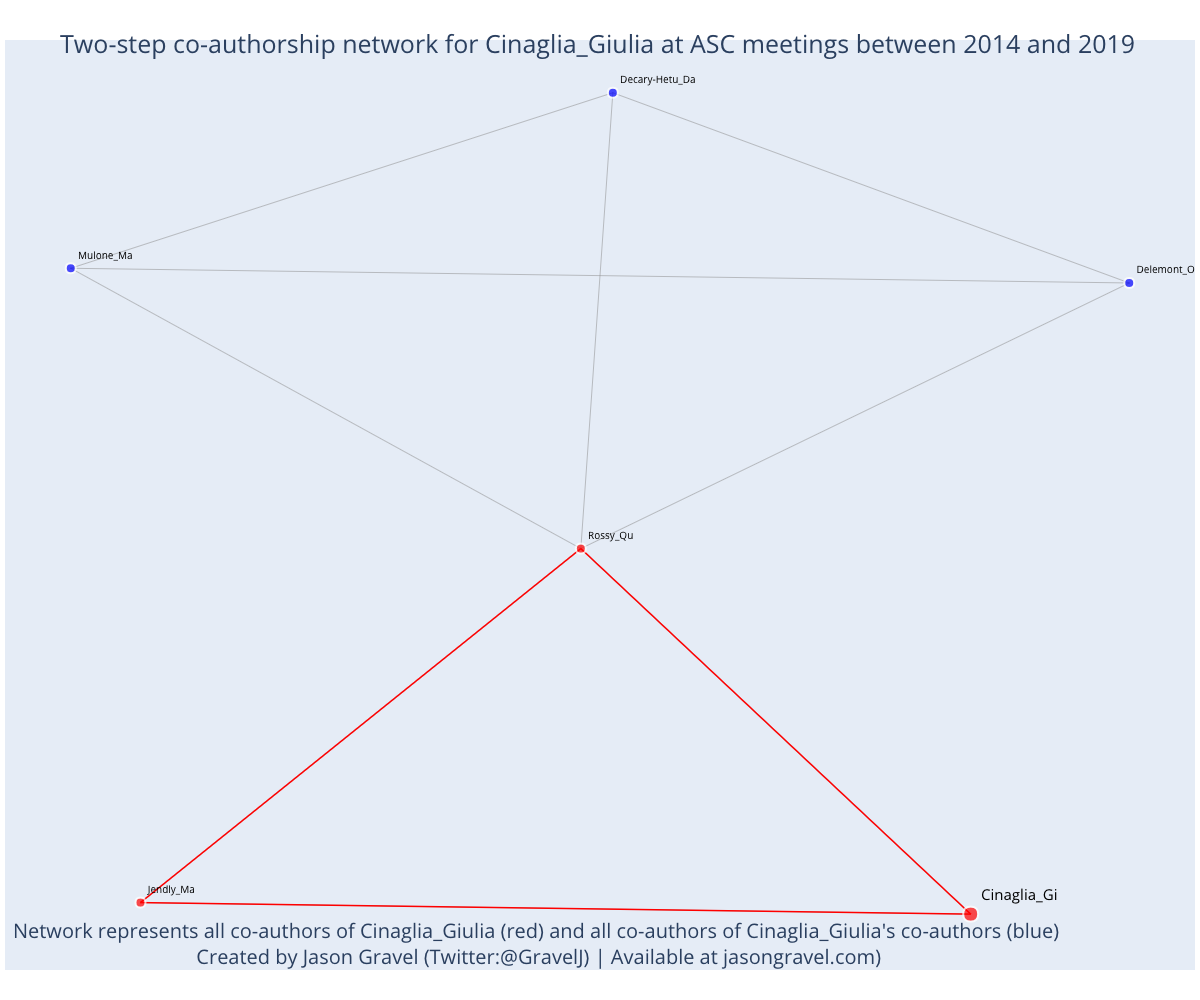 Two-step co-authorship network for Cinaglia_Giulia at ASC meetings between 2014 and 2019
Decary-Hetu_Da
Mulone_Ma
Delemont_O
Rossy_Qu
Jendly_Ma
Cinaglia_Gi
Network represents all co-authors of Cinaglia_Giulia (red) and all co-authors of Cinaglia_Giulia's co-authors (blue)
Created by Jason Gravel (Twitter:@GravelJ) | Available at jasongravel.com)